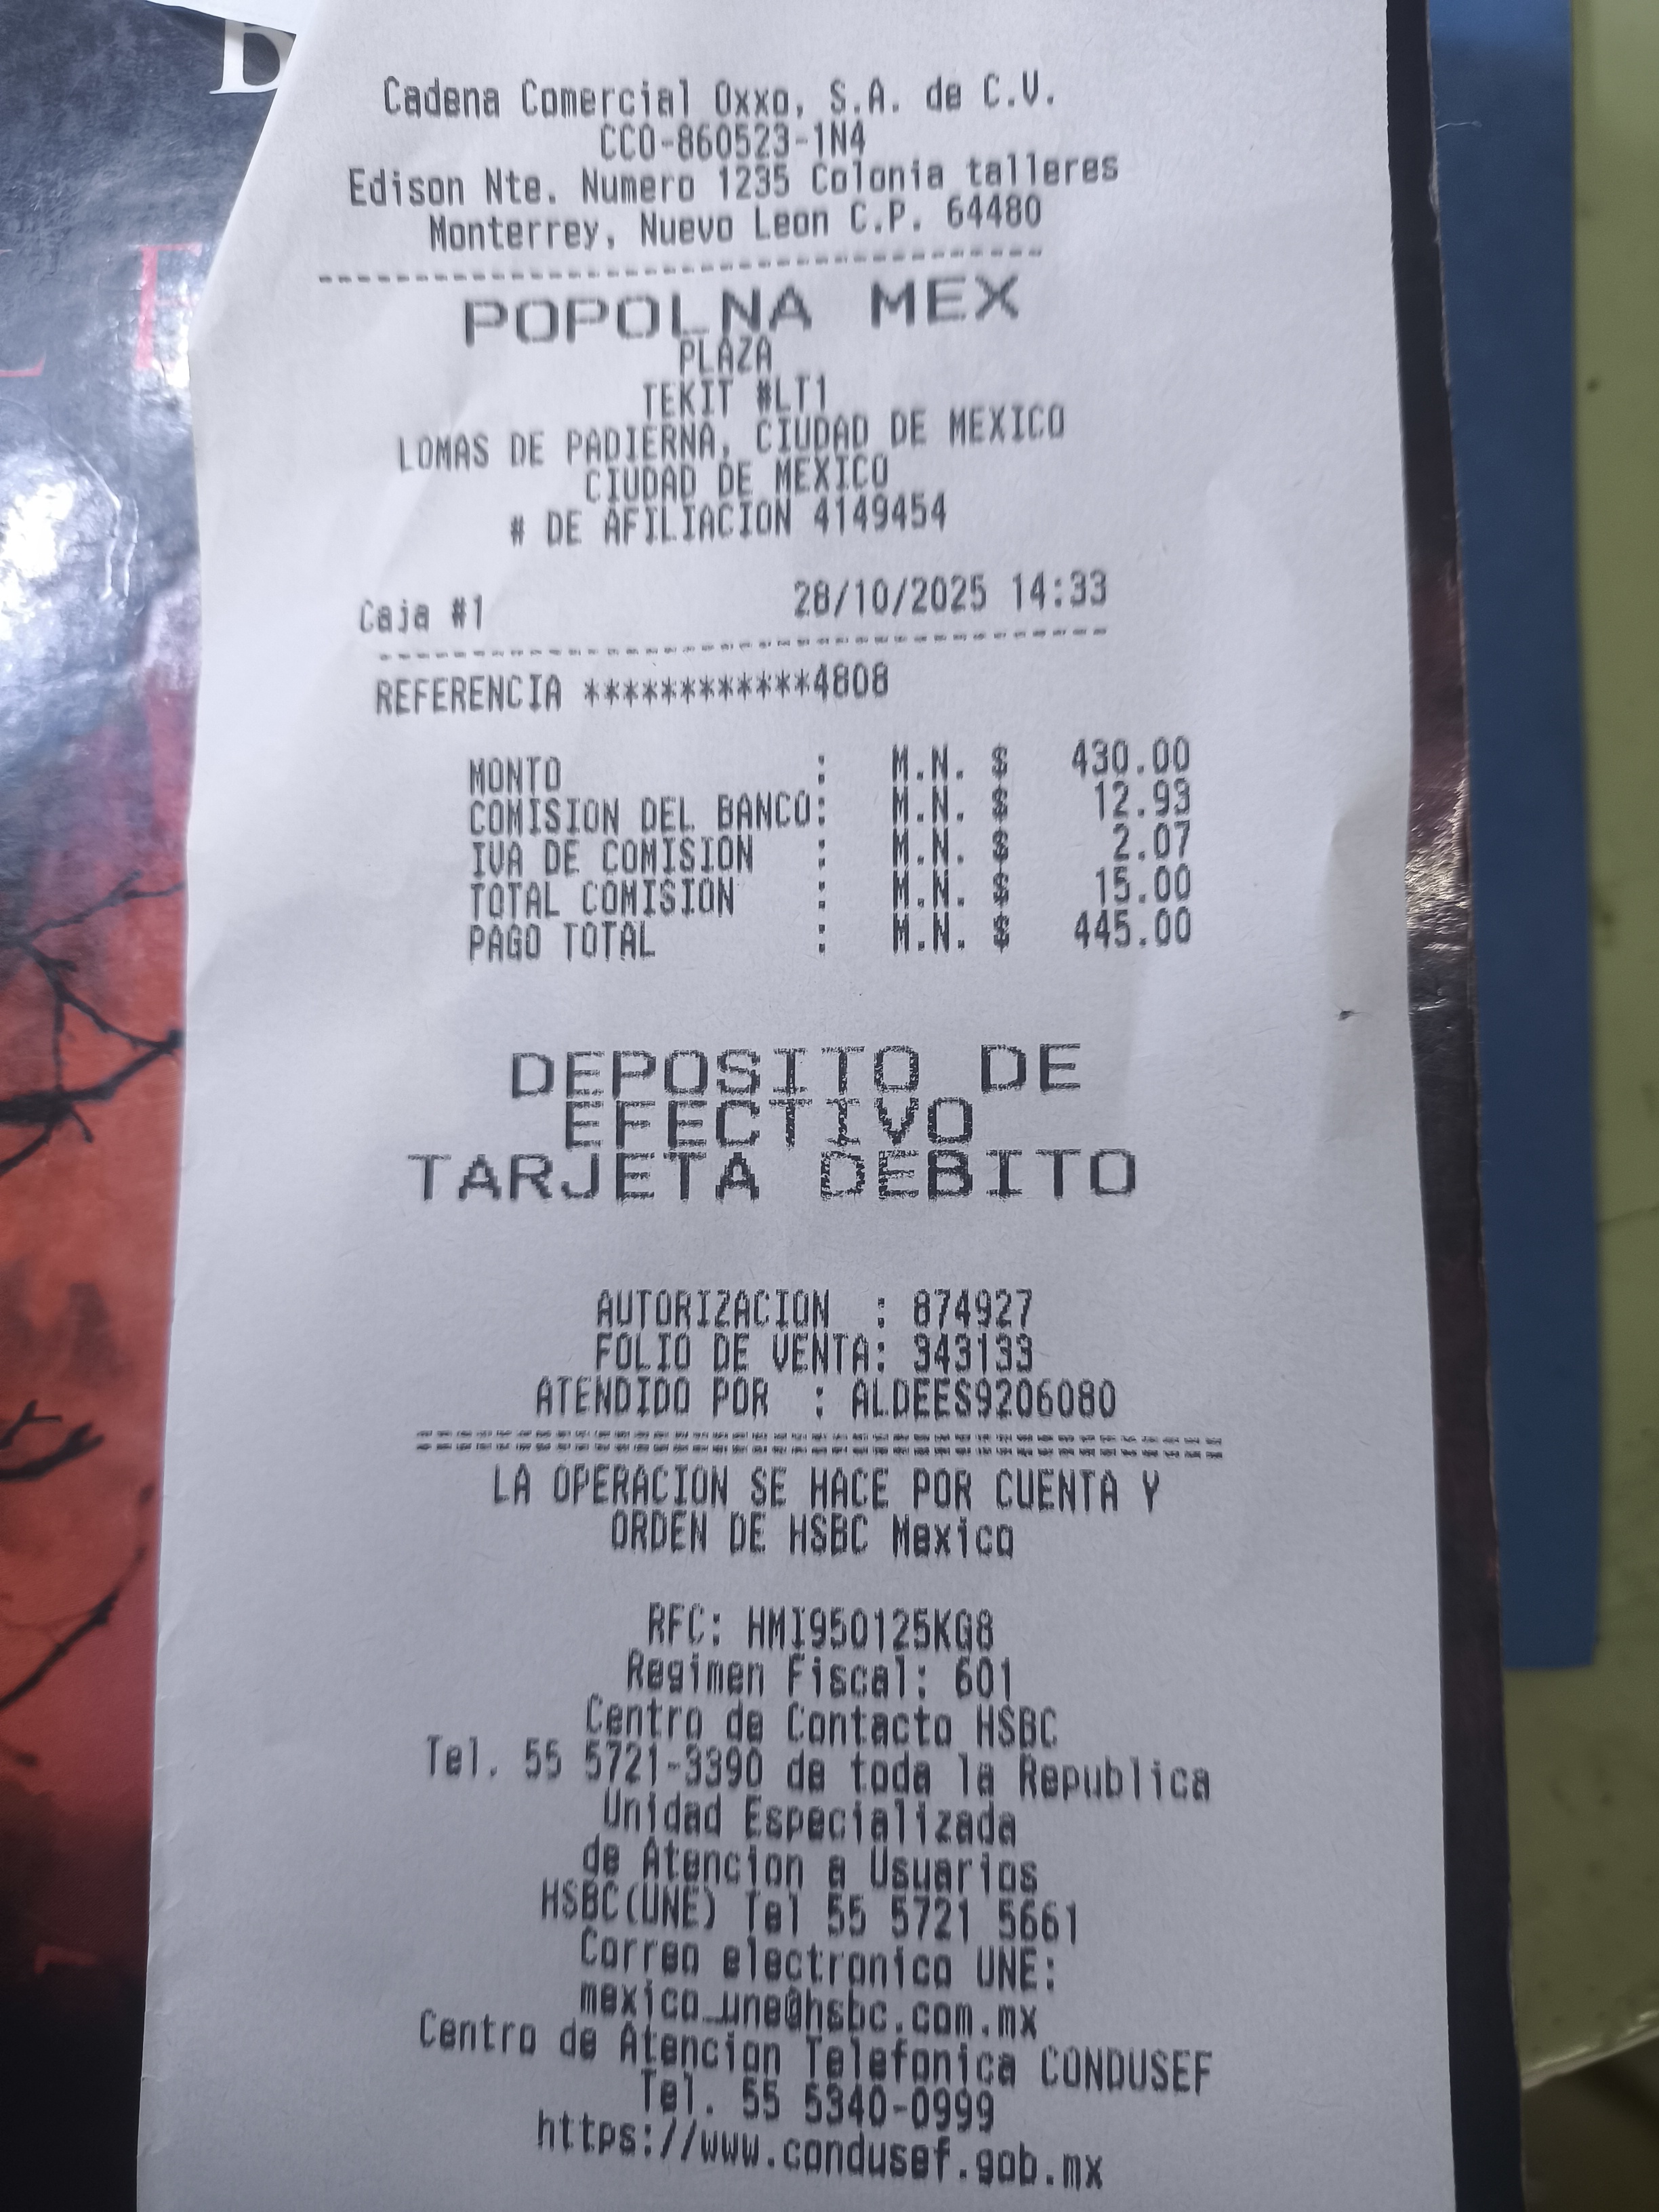 Cadena Comercial Oxxo, S.A. de C.V.
CCO-860523-1N4
Edison Nte. Numero 1235 Colonia talleres
Monterrey, Nuevo Leon C.P. 64480
POPOLNA MEX
PLAZA
TEKIT #LT1
LOMAS DE PADIERNA, CIUDAD DE MEXICO
CIUDAD DE MEXICO
# DE AFILIACION 4149454
Caja #1 28/10/2025 14:33
REFERENCIA ************4808
MONTO : M.N. $ 430.00
COMISION DEL BANCO: M.N. $ 12.93
IVA DE COMISION : M.N. $ 2.07
TOTAL COMISION : M.N. $ 15.00
PAGO TOTAL : M.N. $ 445.00
DEPOSITO DE
EFECTIVO
TARJETA DEBITO
AUTORIZACION : 874927
FOLIO DE VENTA: 343133
ATENDIDO POR : ALDEES9206080
LA OPERACION SE HACE POR CUENTA Y
ORDEN DE HSBC Mexico
RFC: HMI950125KG8
Regimen Fiscal: 601
Centro de Contacto HSBC
Tel. 55 5721-3390 de toda la Republica
Unidad Especializada
de Atencion a Usuarios
HSBC(UNE) Tel 55 5721 5661
Correo electronico UNE:
mexico_une@hsbc.com.mx
Centro de Atencion Telefonica CONDUSEF
Tel. 55 5340-0999
https://www.condusef.gob.mx